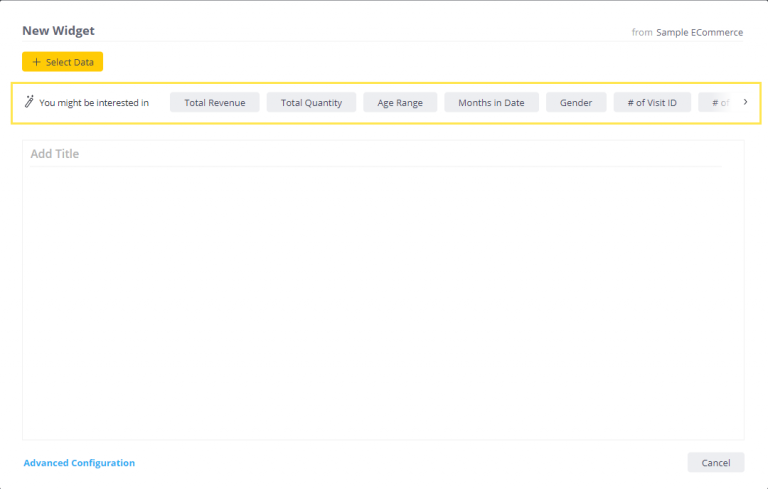 New Widget
from Sample ECommerce
+ Select Data
You might be interested in Total Revenue Total Quantity Age Range Months in Date Gender # of Visit ID # of
Add Title
Advanced Configuration
Cancel